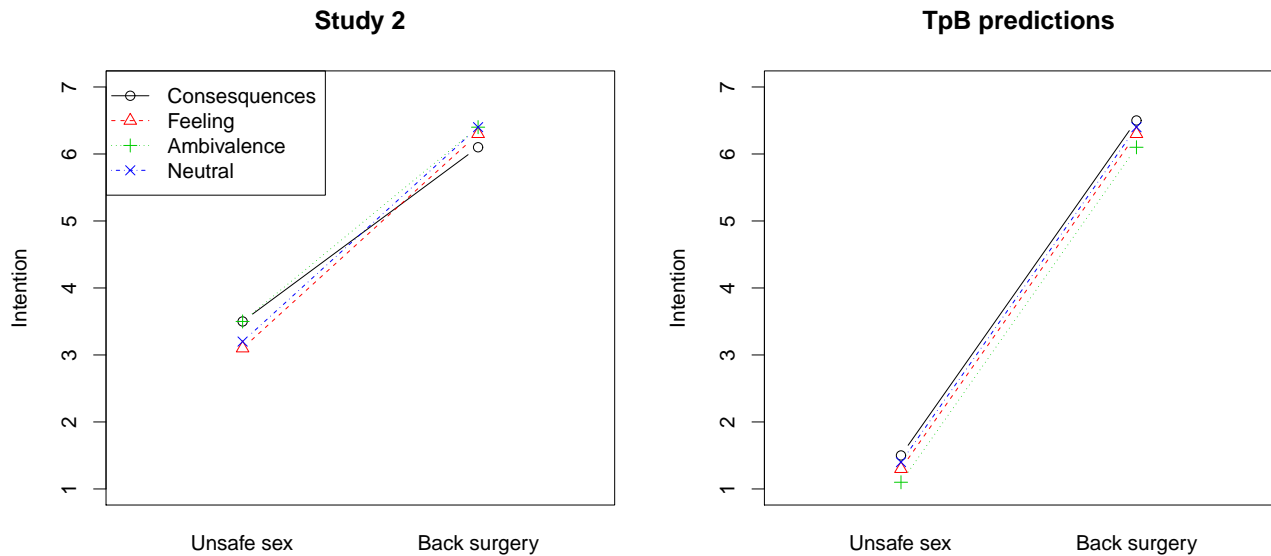 Study 2
Intention
7
6
5
4
3
2
1
Consesquences
Feeling
Ambivalence
Neutral
Unsafe sex Back surgery
TpB predictions
Intention
7
6
5
4
3
2
1
Unsafe sex Back surgery